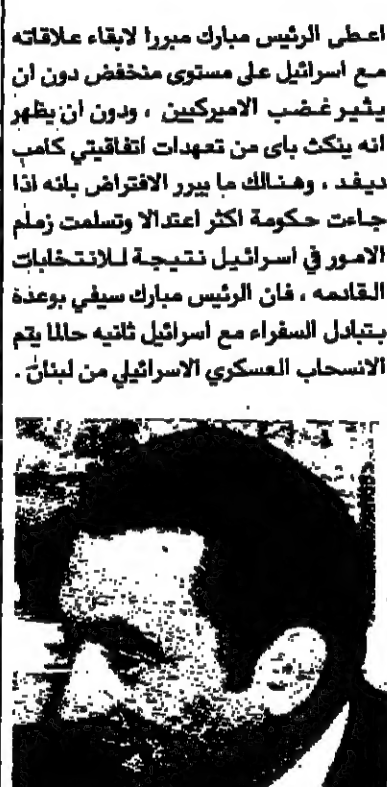 اعطى الرئيس مبارك مبررا لابقاء علاقاته
مع اسرائيل على مستوى منخفض دون ان
يثير غضب الاميركيين ، ودون ان يظهر
انه ينكث باى من تعهدات اتفاقيتي كامب
ديفد ، وهنالك ما يبرر الافتراض بانه اذا
جاءت حكومة اكثر اعتدالا وتسلمت زمام
الامور في اسرائيل نتيجة للانتخابات
القادمه ، فان الرئيس مبارك سيفي بوعدة
بتبادل السفراء مع اسرائيل ثانيه حالما يتم
الانسحاب العسكري الاسرائيلي من لبنان .